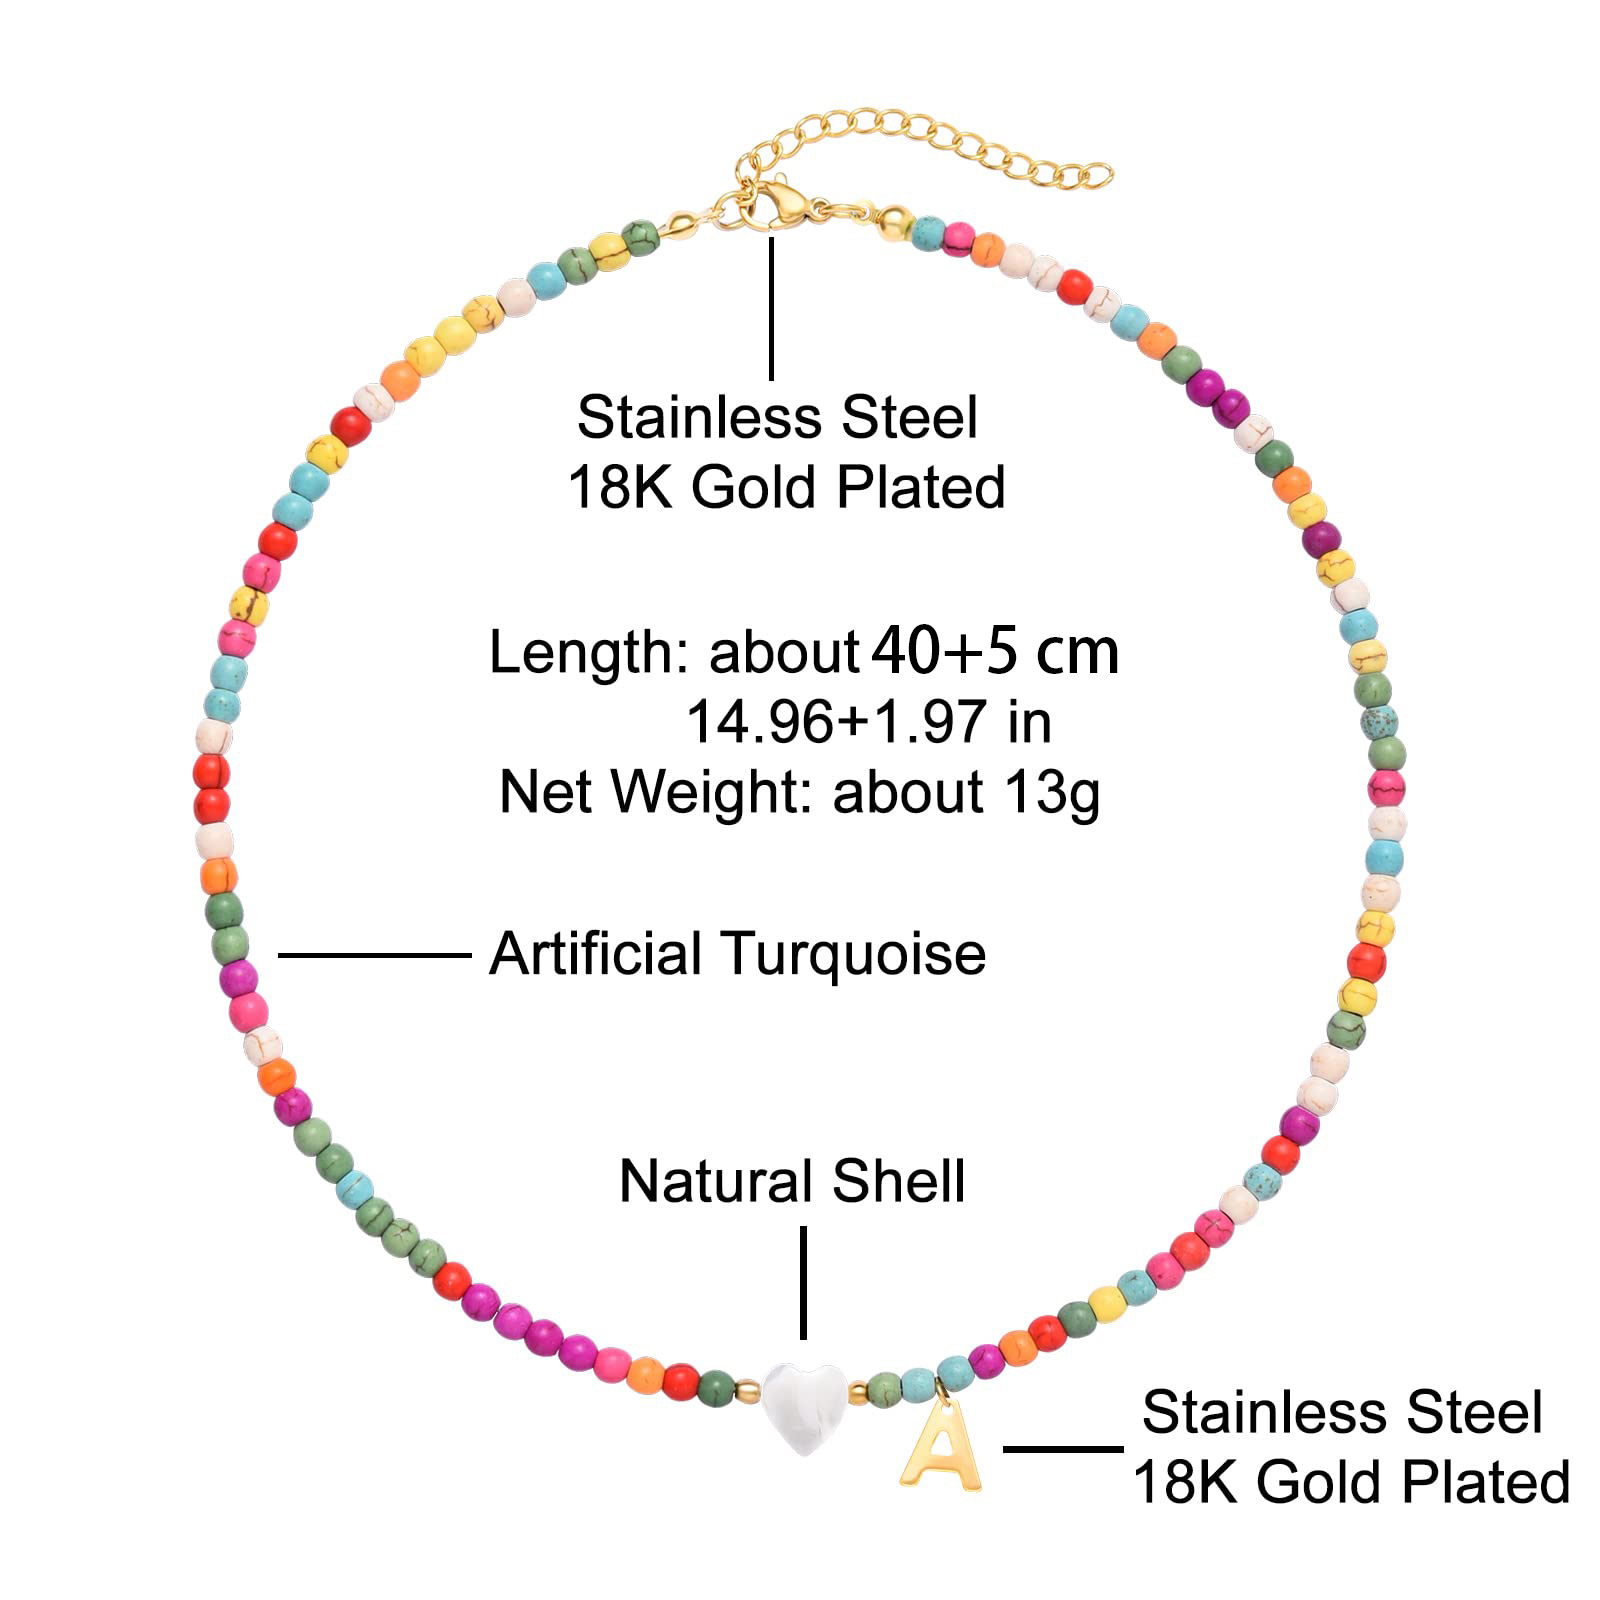 Stainless Steel
18K Gold Plated
Length: about 40+5 cm
14.96+1.97 in
Net Weight: about 13g
Artificial Turquoise
Natural Shell
A
Stainless Steel
18K Gold Plated